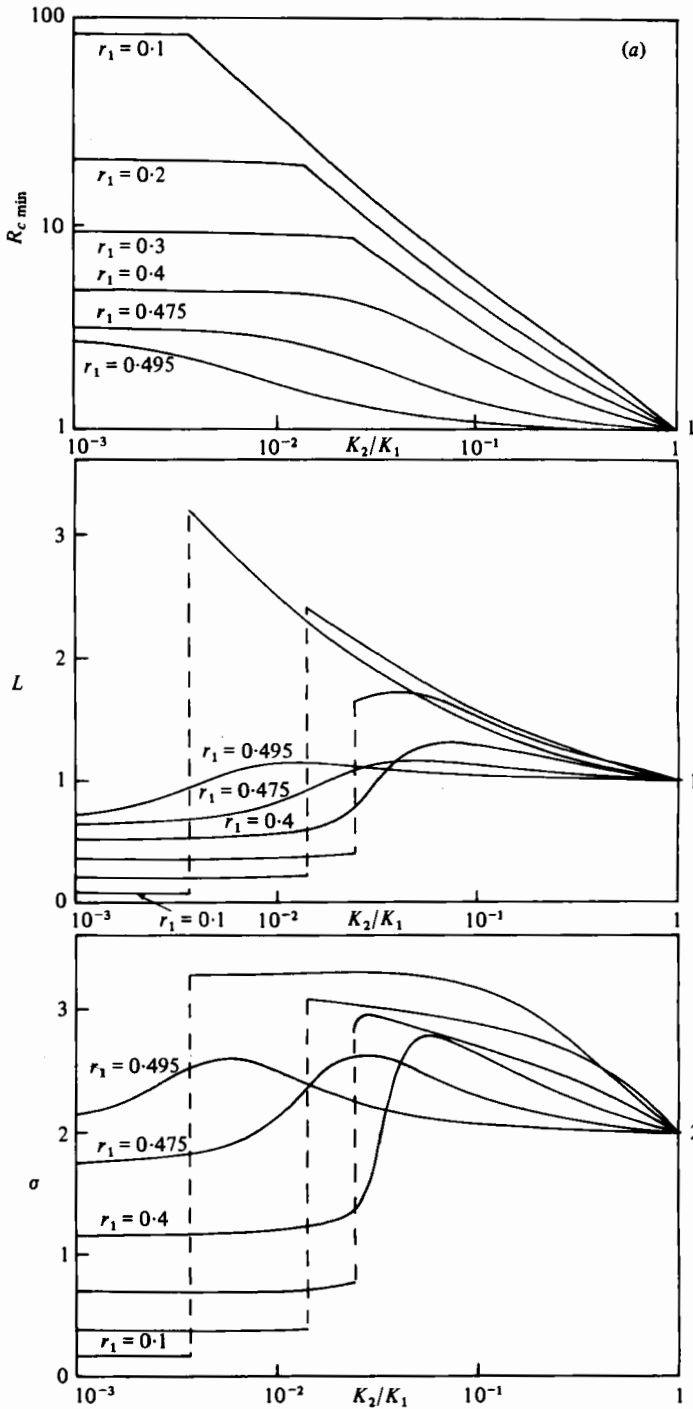 100
(a)
r₁ = 0·1
r₁ = 0·2
R_c min
10
r₁ = 0·3
r₁ = 0·4
r₁ = 0·475
r₁ = 0·495
1
1
10⁻³
10⁻²
K₂/K₁
10⁻¹
1
3
2
L
r₁ = 0·495
1
r₁ = 0·475
1
r₁ = 0·4
0
10⁻³
r₁ = 0·1
10⁻²
K₂/K₁
10⁻¹
1
3
r₁ = 0·495
2
2
r₁ = 0·475
σ
r₁ = 0·4
1
r₁ = 0·1
0
10⁻³
10⁻²
K₂/K₁
10⁻¹
1